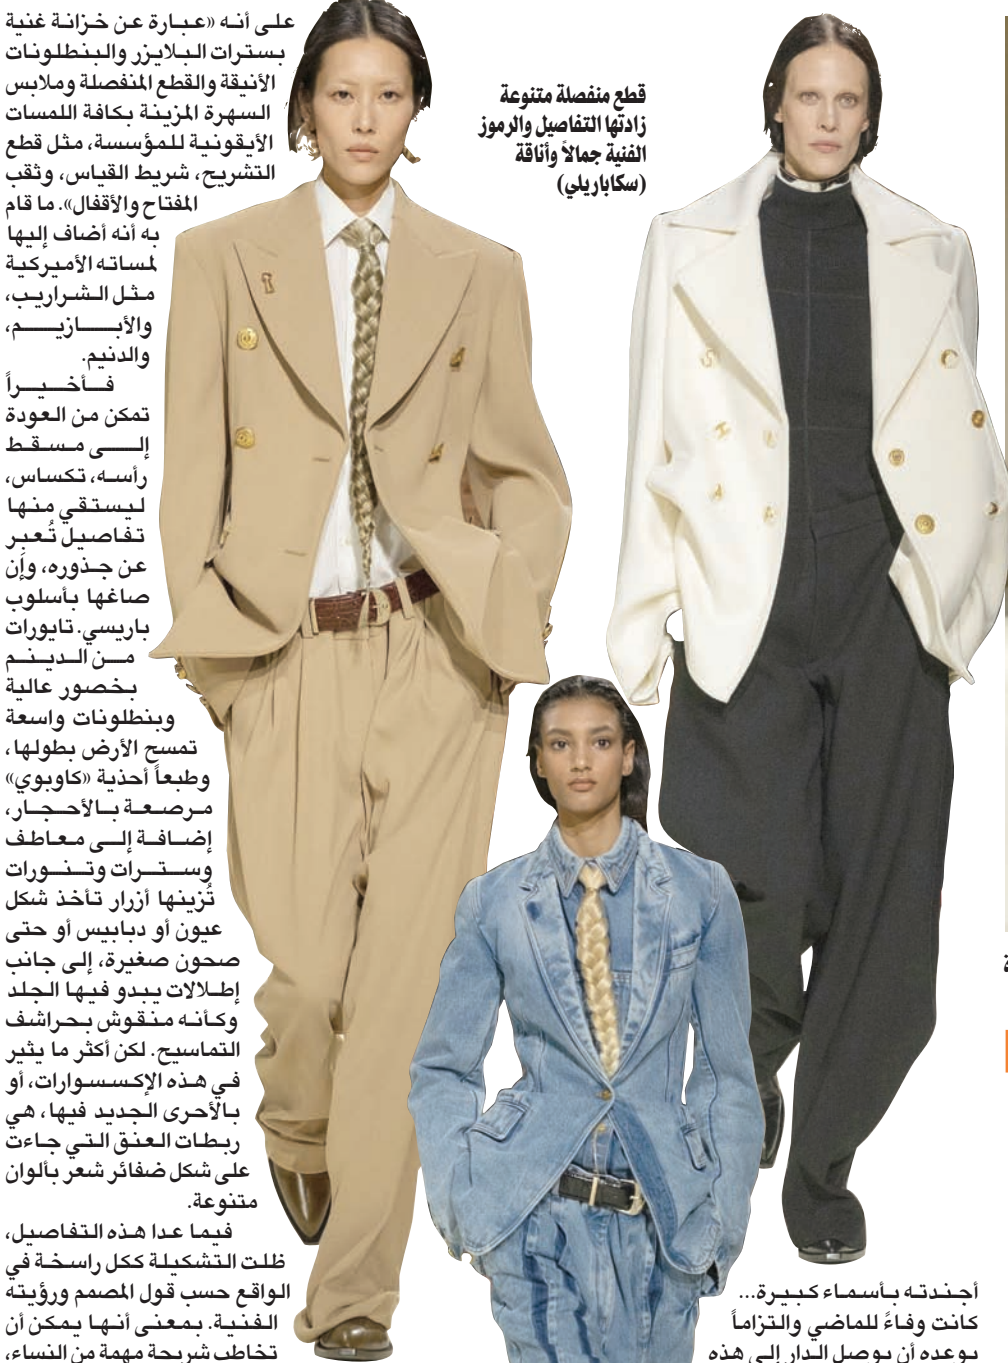 قطع منفصلة متنوعة
زادتها التفاصيل والرموز
الفنية جمالاً وأناقة
(سكاباريلي)
أجندته بأسماء كبيرة...
كانت وفاءً للماضي والتزاماً
بوعده أن يوصل الدار إلى هذه
على أنه «عبارة عن خزانة غنية
بسترات البلايزر والبنطلونات
الأنيقة والقطع المنفصلة وملابس
السهرة المزينة بكافة اللمسات
الأيقونية للمؤسسة، مثل قطع
التشريح، شريط القياس، وثقب
المفتاح والأقفال». ما قام
به أنه أضاف إليها
لمساته الأميركية
مثل الشراريب،
والأبازيم،
والدنيم.
فأخيراً
تمكن من العودة
إلى مسقط
رأسه، تكساس،
ليستقي منها
تفاصيل تُعبِر
عن جذوره، وإن
صاغها بأسلوب
باريسي. تايورات
من الدينم
بخصور عالية
وبنطلونات واسعة
تمسح الأرض بطولها،
وطبعاً أحذية «كاوبوي»
مرصعة بالأحجار،
إضافة إلى معاطف
وسترات وتنورات
تُزينها أزرار تأخذ شكل
عيون أو دبابيس أو حتى
صحون صغيرة، إلى جانب
إطلالات يبدو فيها الجلد
وكأنه منقوش بحراشف
التماسيح. لكن أكثر ما يثير
في هذه الإكسسوارات، أو
بالأحرى الجديد فيها، هي
ربطات العنق التي جاءت
على شكل ضفائر شعر بألوان
متنوعة.
فيما عدا هذه التفاصيل،
ظلت التشكيلة ككل راسخة في
الواقع حسب قول المصمم ورؤيته
الفنية. بمعنى أنها يمكن أن
تخاطب شريحة مهمة من النساء،